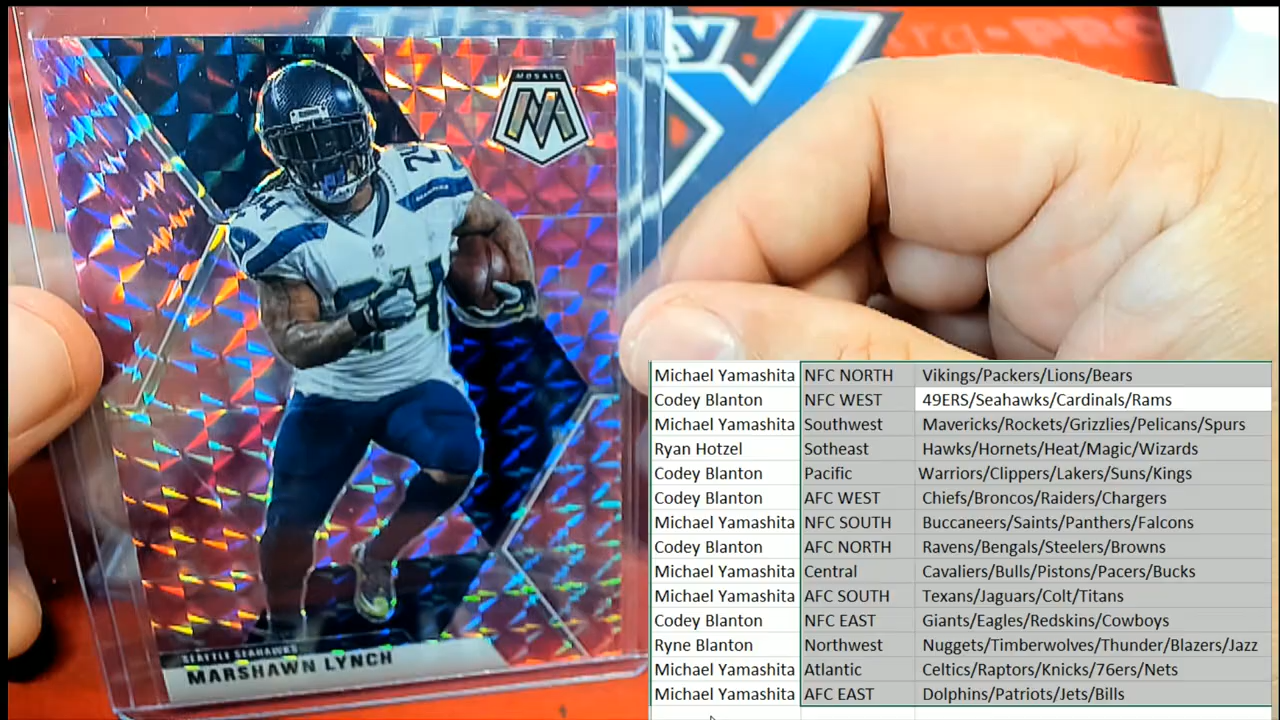 MOSAIC
M
24
24
SEAHAWKS
24
SEATTLE SEAHAWKS
MARSHAWN LYNCH
Michael Yamashita NFC NORTH Vikings/Packers/Lions/Bears
Codey Blanton NFC WEST 49ERS/Seahawks/Cardinals/Rams
Michael Yamashita Southwest Mavericks/Rockets/Grizzlies/Pelicans/Spurs
Ryan Hotzel Sotheast Hawks/Hornets/Heat/Magic/Wizards
Codey Blanton Pacific Warriors/Clippers/Lakers/Suns/Kings
Codey Blanton AFC WEST Chiefs/Broncos/Raiders/Chargers
Michael Yamashita NFC SOUTH Buccaneers/Saints/Panthers/Falcons
Codey Blanton AFC NORTH Ravens/Bengals/Steelers/Browns
Michael Yamashita Central Cavaliers/Bulls/Pistons/Pacers/Bucks
Michael Yamashita AFC SOUTH Texans/Jaguars/Colt/Titans
Codey Blanton NFC EAST Giants/Eagles/Redskins/Cowboys
Ryne Blanton Northwest Nuggets/Timberwolves/Thunder/Blazers/Jazz
Michael Yamashita Atlantic Celtics/Raptors/Knicks/76ers/Nets
Michael Yamashita AFC EAST Dolphins/Patriots/Jets/Bills